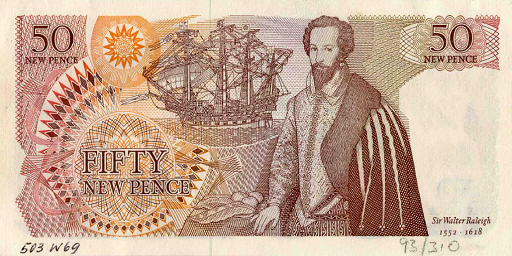 50
NEW PENCE
50
NEW PENCE
FIFTY
NEW PENCE
Sir Walter Raleigh
1552 - 1618
503 W69
93/310